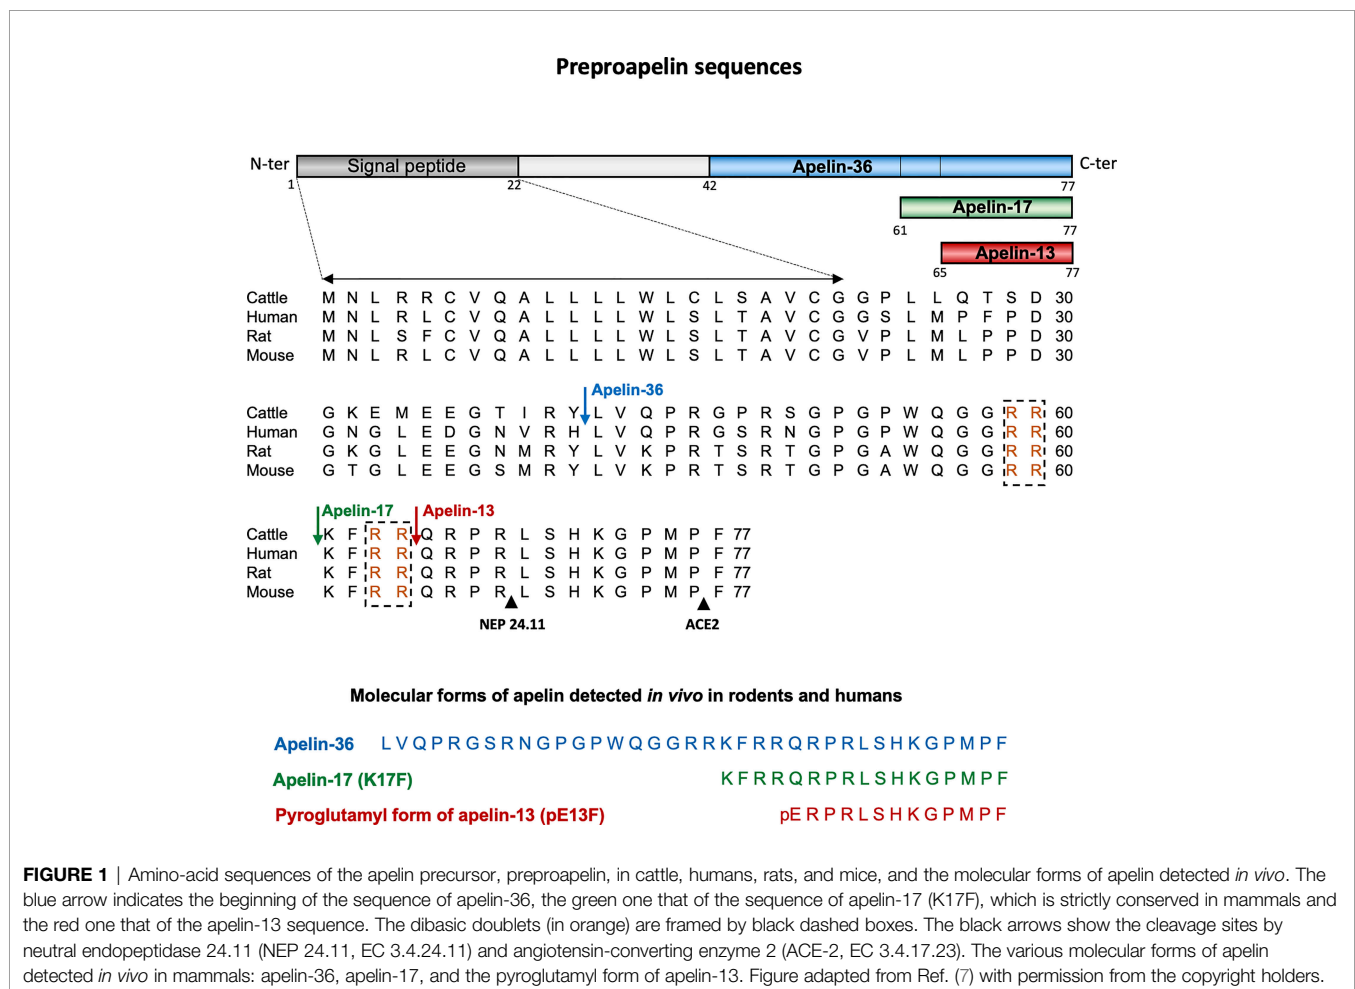 Preproapelin sequences
N-ter Signal peptide Apelin-36 C-ter
1 22 42 77
Apelin-17
61 77
Apelin-13
65 77
Cattle M N L R R C V Q A L L L L W L C L S A V C G G P L L Q T S D 30
Human M N L R L C V Q A L L L L W L S L T A V C G G S L M P F P D 30
Rat M N L S F C V Q A L L L L W L S L T A V C G V P L M L P P D 30
Mouse M N L R L C V Q A L L L L W L S L T A V C G V P L M L P P D 30
Apelin-36
Cattle G K E M E E G T I R Y L V Q P R G P R S G P G P W Q G G R R 60
Human G N G L E D G N V R H L V Q P R G S R N G P G P W Q G G R R 60
Rat G K G L E E G N M R Y L V K P R T S R T G P G A W Q G G R R 60
Mouse G T G L E E G S M R Y L V K P R T S R T G P G A W Q G G R R 60
Apelin-17 Apelin-13
Cattle K F R R Q R P R L S H K G P M P F 77
Human K F R R Q R P R L S H K G P M P F 77
Rat K F R R Q R P R L S H K G P M P F 77
Mouse K F R R Q R P R L S H K G P M P F 77
NEP 24.11 ACE2
Molecular forms of apelin detected in vivo in rodents and humans
Apelin-36 L V Q P R G S R N G P G P W Q G G R R K F R R Q R P R L S H K G P M P F
Apelin-17 (K17F) K F R R Q R P R L S H K G P M P F
Pyroglutamyl form of apelin-13 (pE13F) pE R P R L S H K G P M P F
FIGURE 1 | Amino-acid sequences of the apelin precursor, preproapelin, in cattle, humans, rats, and mice, and the molecular forms of apelin detected in vivo. The
blue arrow indicates the beginning of the sequence of apelin-36, the green one that of the sequence of apelin-17 (K17F), which is strictly conserved in mammals and
the red one that of the apelin-13 sequence. The dibasic doublets (in orange) are framed by black dashed boxes. The black arrows show the cleavage sites by
neutral endopeptidase 24.11 (NEP 24.11, EC 3.4.24.11) and angiotensin-converting enzyme 2 (ACE-2, EC 3.4.17.23). The various molecular forms of apelin
detected in vivo in mammals: apelin-36, apelin-17, and the pyroglutamyl form of apelin-13. Figure adapted from Ref. (7) with permission from the copyright holders.